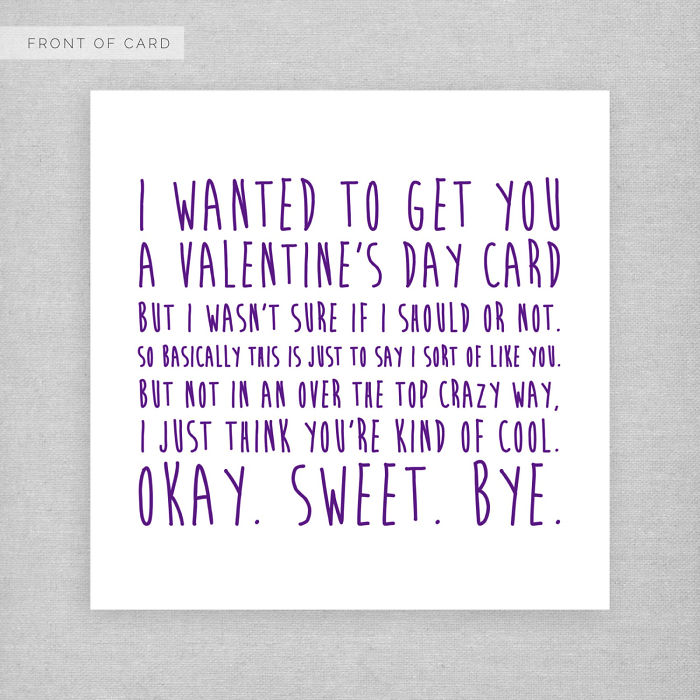 FRONT OF CARD
I WANTED TO GET YOU
A VALENTINE'S DAY CARD
BUT I WASN'T SURE IF I SHOULD OR NOT.
SO BASICALLY THIS IS JUST TO SAY I SORT OF LIKE YOU.
BUT NOT IN AN OVER THE TOP CRAZY WAY,
I JUST THINK YOU'RE KIND OF COOL.
OKAY. SWEET. BYE.